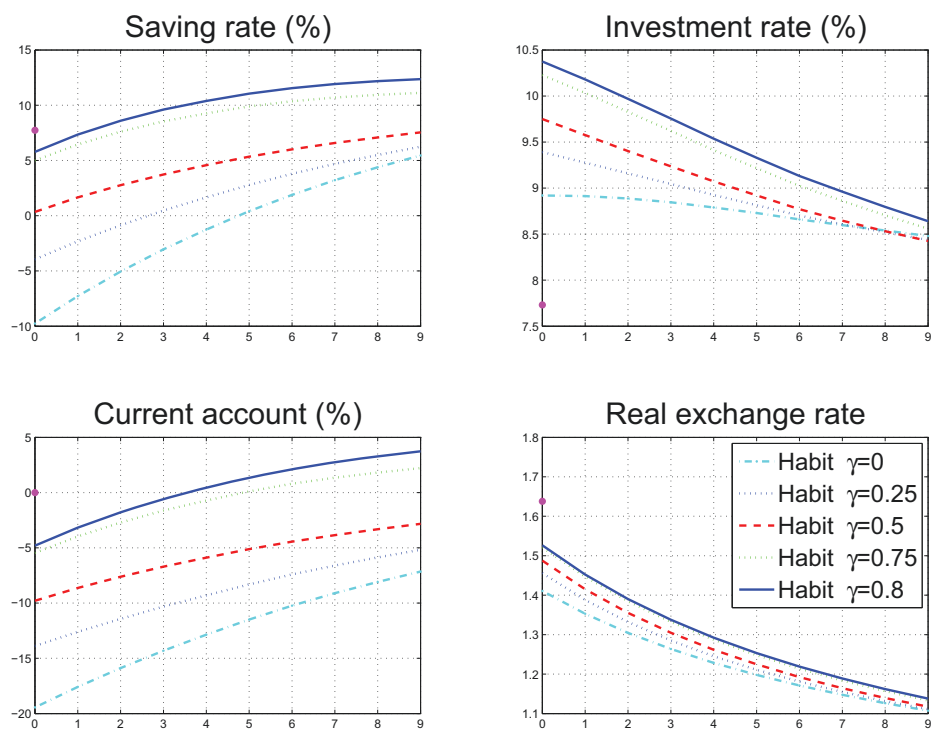 Saving rate (%)
15
10
5
0
−5
−10
0 1 2 3 4 5 6 7 8 9
Investment rate (%)
10.5
10
9.5
9
8.5
8
7.5
0 1 2 3 4 5 6 7 8 9
Current account (%)
5
0
−5
−10
−15
−20
0 1 2 3 4 5 6 7 8 9
Real exchange rate
1.8
1.7
1.6
1.5
1.4
1.3
1.2
1.1
0 1 2 3 4 5 6 7 8 9
Habit γ=0
Habit γ=0.25
Habit γ=0.5
Habit γ=0.75
Habit γ=0.8